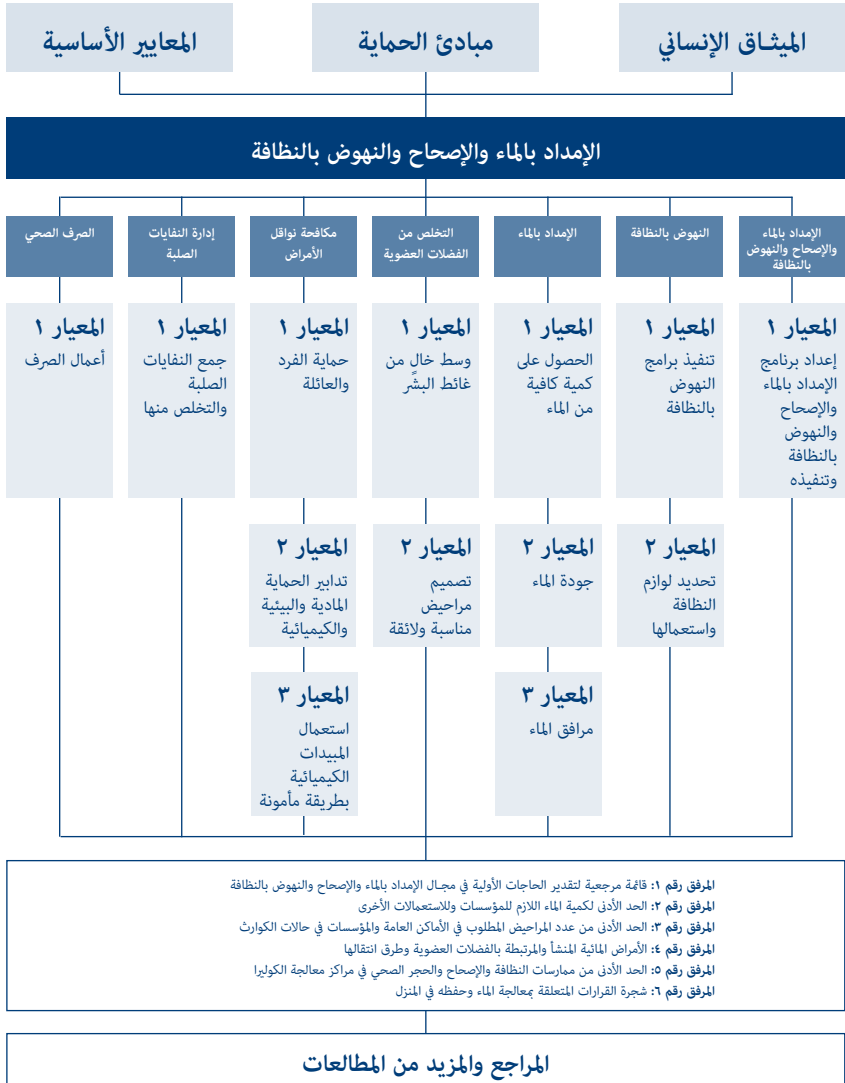 الميثـاق الإنساني
مبادئ الحماية
المعايير الأساسية
الإمداد بالماء والإصحاح والنهوض بالنظافة
الإمداد بالماء
والإصحاح والنهوض
بالنظافة
النهوض بالنظافة
الإمداد بالماء
التخلص من
الفضلات العضوية
مكافحة نواقل
الأمراض
إدارة النفايات
الصلبة
الصرف الصحي
المعيار ١
إعداد برنامج
الإمداد بالماء
والإصحاح
والنهوض
بالنظافة
وتنفيذه
المعيار ١
تنفيذ برامج
النهوض
بالنظافة
المعيار ١
الحصول على
كمية كافية
من الماء
المعيار ١
وسط خالٍ من
غائط البشر
المعيار ١
حماية الفرد
والعائلة
المعيار ١
جمع النفايات
الصلبة
والتخلص منها
المعيار ١
أعمال الصرف
المعيار ٢
تحديد لوازم
النظافة
واستعمالها
المعيار ٢
جودة الماء
المعيار ٢
تصميم
مراحيض
مناسبة ولائقة
المعيار ٢
تدابير الحماية
المادية والبيئية
والكيميائية
المعيار ٣
مرافق الماء
المعيار ٣
استعمال
المبيدات
الكيميائية
بطريقة مأمونة
المرفق رقم ١: قائمة مرجعية لتقدير الحاجات الأولية في مجـال الإمداد بالماء والإصحاح والنهوض بالنظافة
المرفق رقم ٢: الحد الأدنى لكمية الماء اللازم للمؤسسات وللاستعمالات الأخرى
المرفق رقم ٣: الحد الأدنى من عدد المراحيض المطلوب في الأماكن العامة والمؤسسات في حالات الكوارث
المرفق رقم ٤: الأمراض المائية المنشأ والمرتبطة بالفضلات العضوية وطرق انتقالها
المرفق رقم ٥: الحد الأدنى من ممارسات النظافة والإصحاح والحجر الصحي في مراكز معالجة الكوليرا
المرفق رقم ٦: شجرة القرارات المتعلقة بمعالجة الماء وحفظه في المنزل
المراجع والمزيد من المطالعات